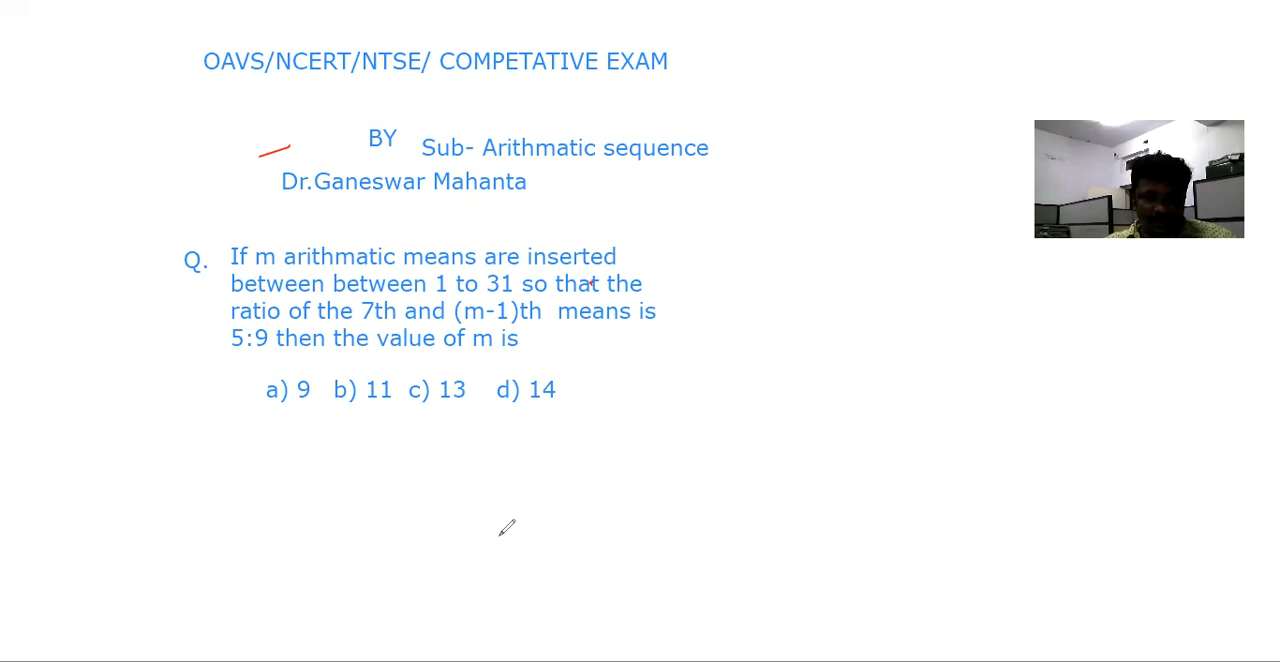 OAVS/NCERT/NTSE/ COMPETATIVE EXAM
BY Sub- Arithmatic sequence
Dr.Ganeswar Mahanta
Q. If m arithmatic means are inserted
between between 1 to 31 so that the
ratio of the 7th and (m-1)th means is
5:9 then the value of m is
a) 9 b) 11 c) 13 d) 14